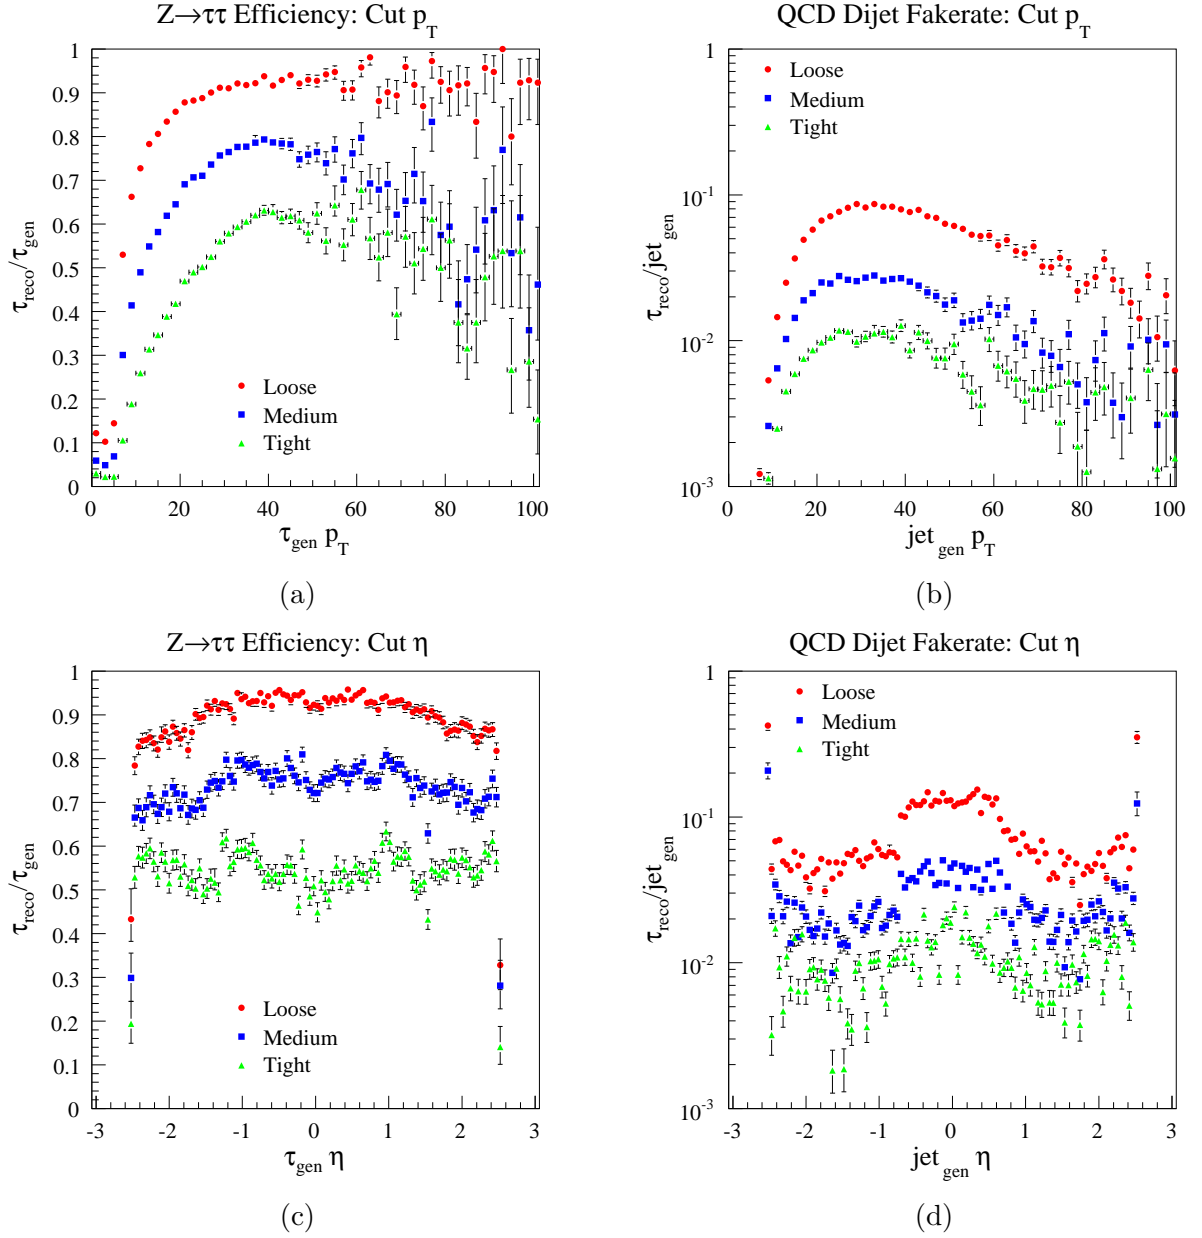 Z→ττ Efficiency: Cut p_T
τ_reco/τ_gen
1
0.9
0.8
0.7
0.6
0.5
0.4
0.3
0.2
0.1
0
Loose
Medium
Tight
0 20 40 60 80 100
τ_gen p_T
(a)
QCD Dijet Fakerate: Cut p_T
τ_reco/jet_gen
1
10^-1
10^-2
10^-3
Loose
Medium
Tight
0 20 40 60 80 100
jet_gen p_T
(b)
Z→ττ Efficiency: Cut η
τ_reco/τ_gen
1
0.9
0.8
0.7
0.6
0.5
0.4
0.3
0.2
0.1
0
Loose
Medium
Tight
-3 -2 -1 0 1 2 3
τ_gen η
(c)
QCD Dijet Fakerate: Cut η
τ_reco/jet_gen
1
10^-1
10^-2
10^-3
Loose
Medium
Tight
-3 -2 -1 0 1 2 3
jet_gen η
(d)